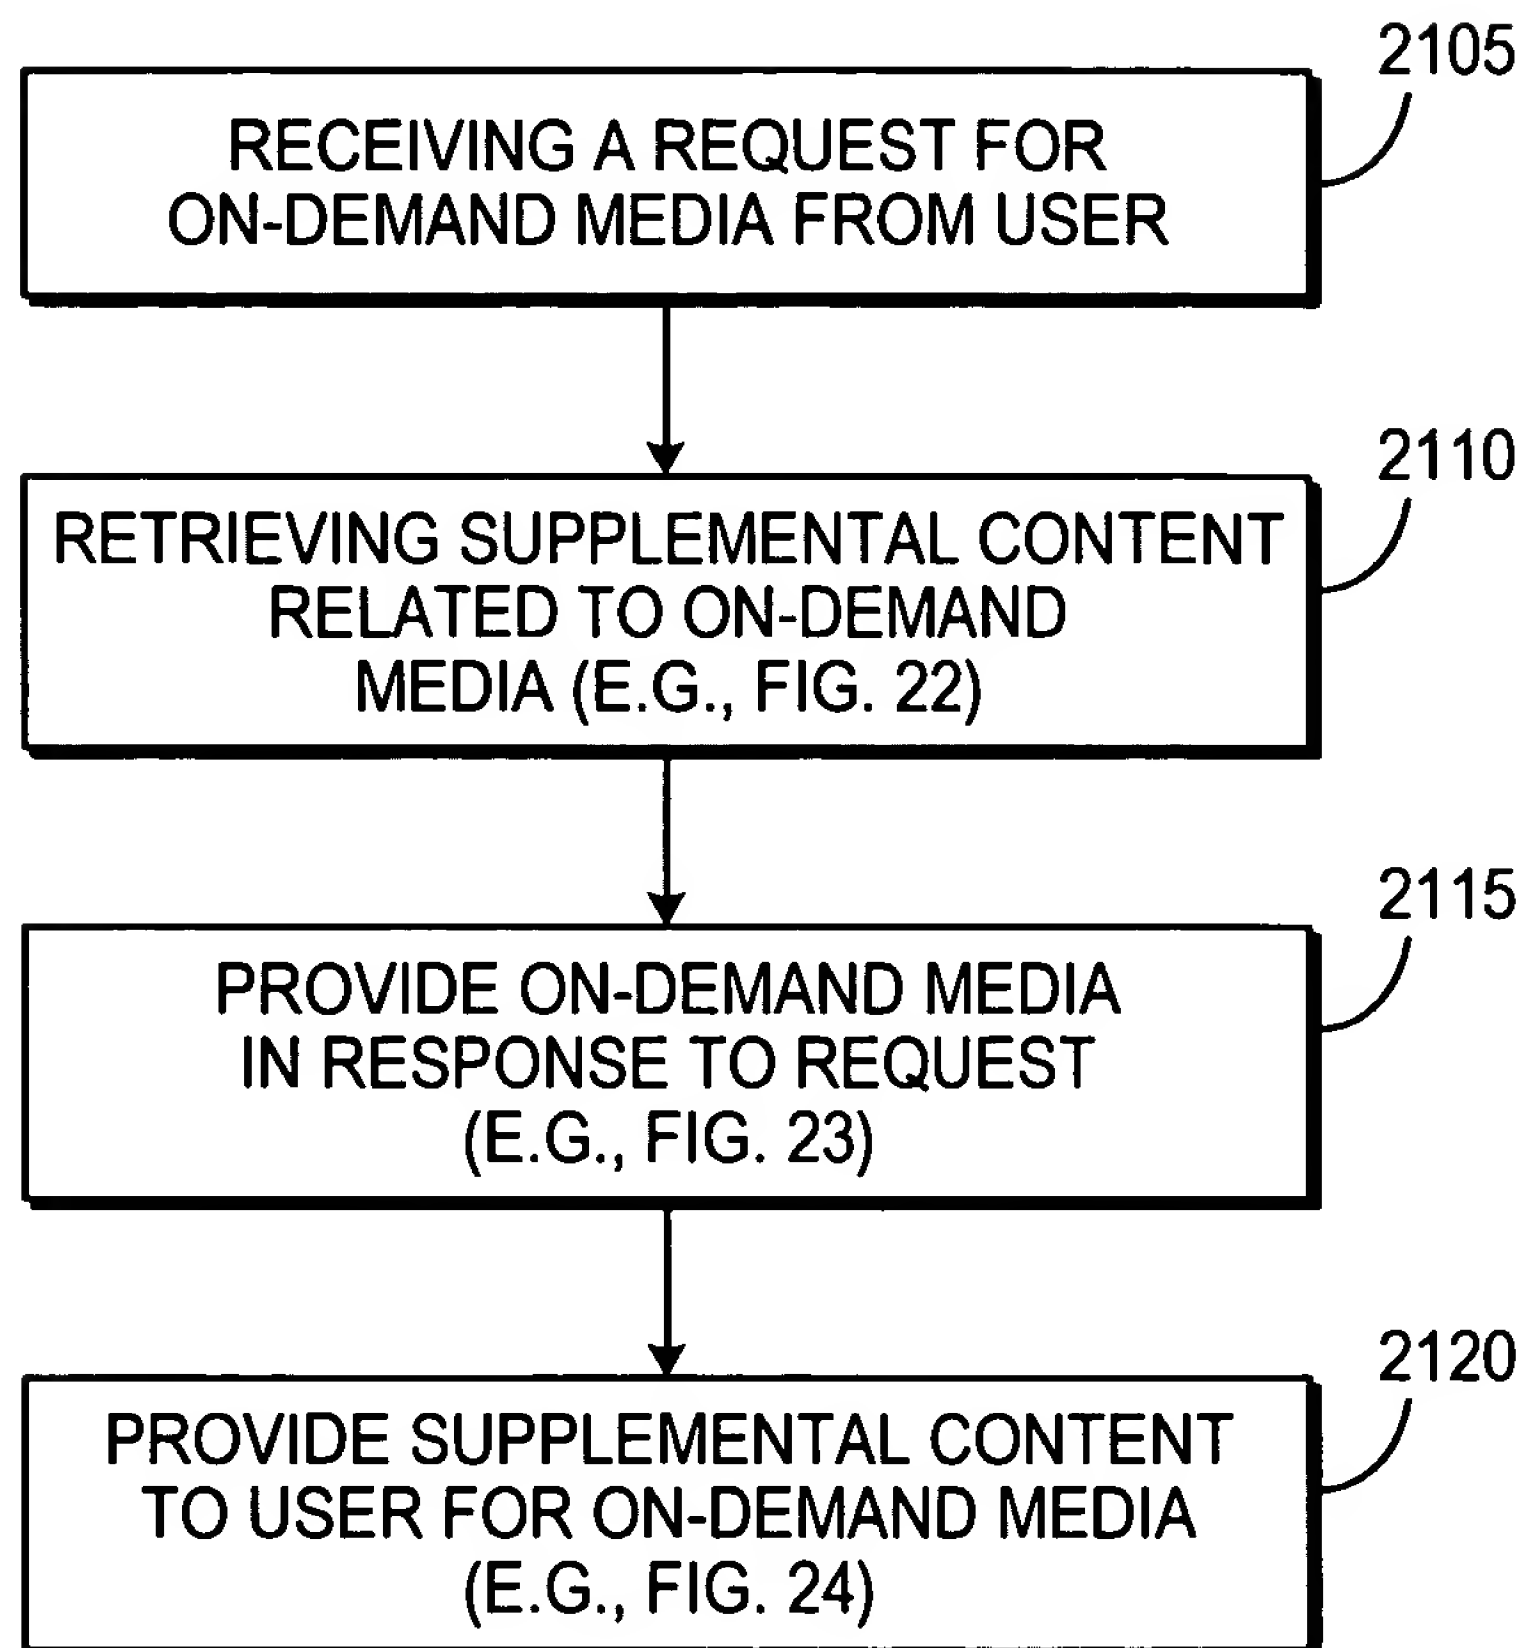 2105
RECEIVING A REQUEST FOR
ON-DEMAND MEDIA FROM USER
2110
RETRIEVING SUPPLEMENTAL CONTENT
RELATED TO ON-DEMAND
MEDIA (E.G., FIG. 22)
2115
PROVIDE ON-DEMAND MEDIA
IN RESPONSE TO REQUEST
(E.G., FIG. 23)
2120
PROVIDE SUPPLEMENTAL CONTENT
TO USER FOR ON-DEMAND MEDIA
(E.G., FIG. 24)